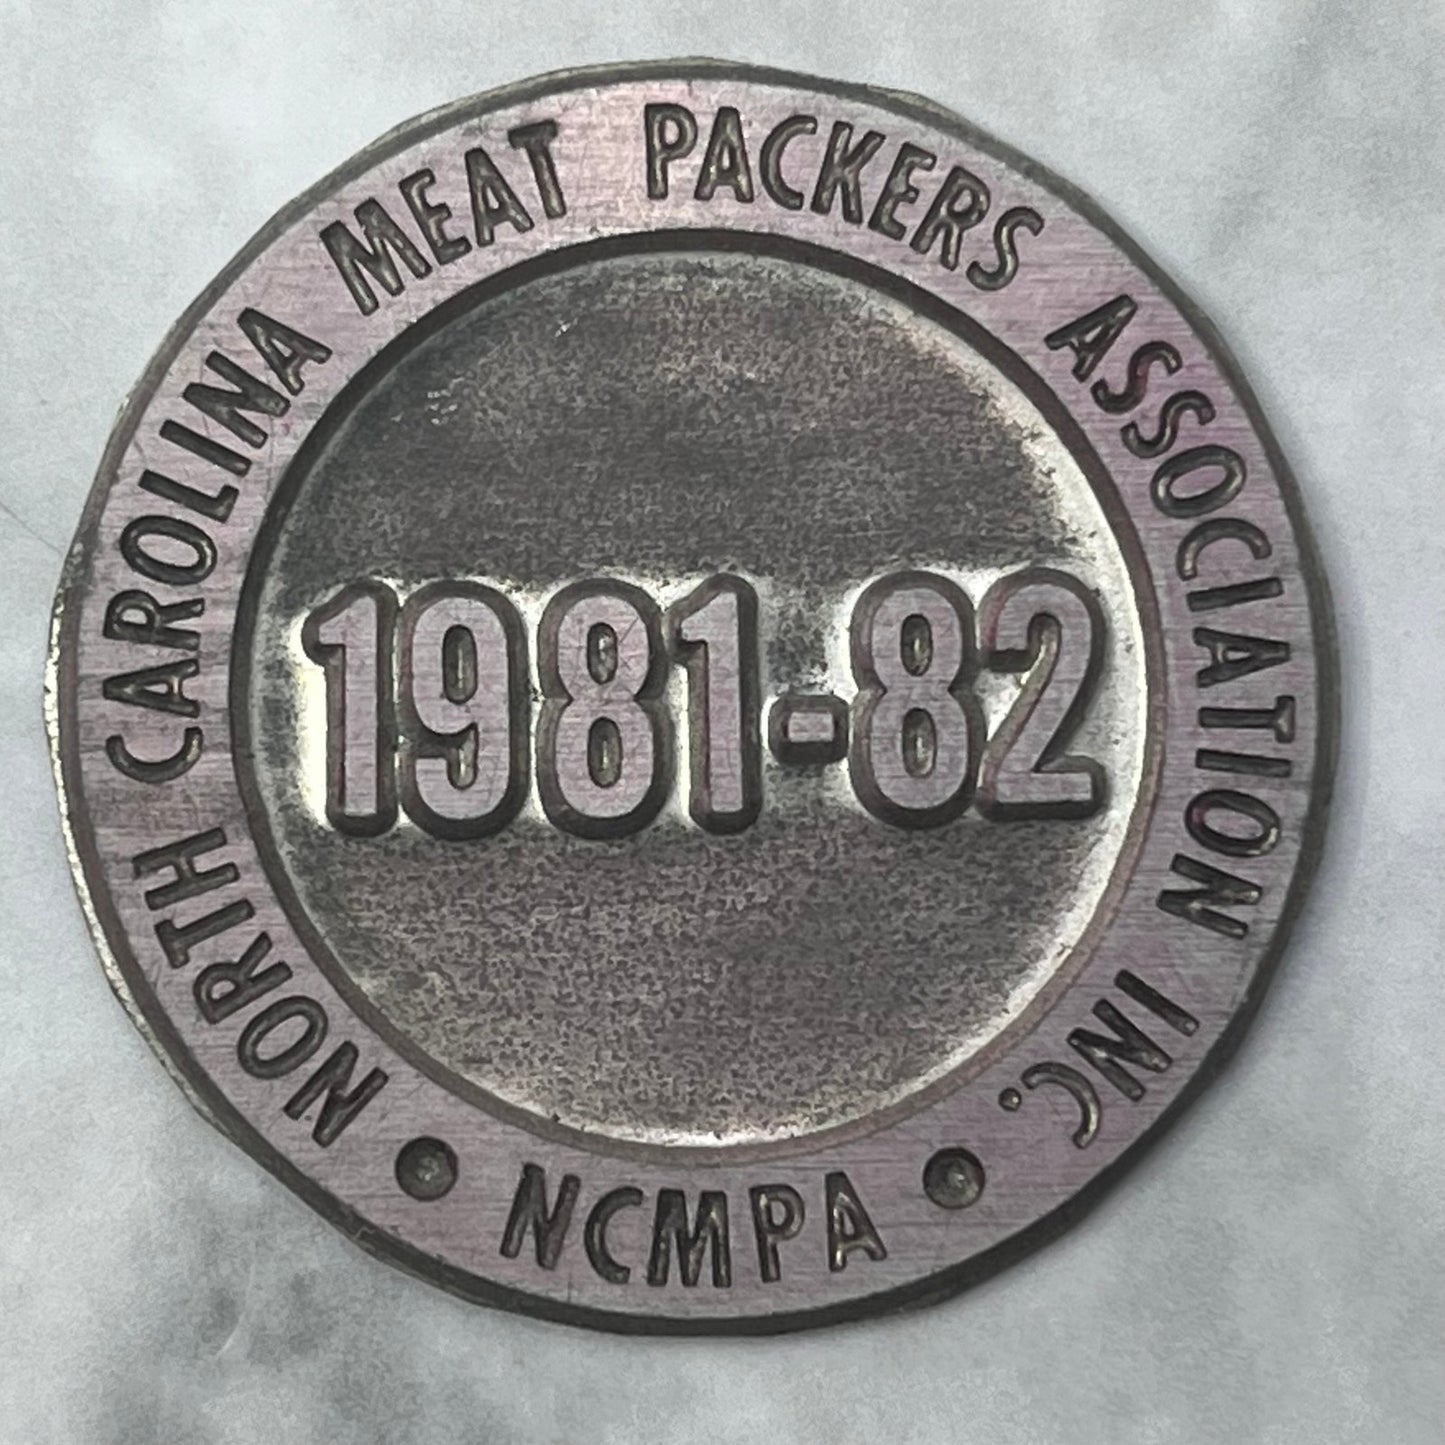 NORTH CAROLINA MEAT PACKERS ASSOCIATION INC.
1981-82
• NCMPA •